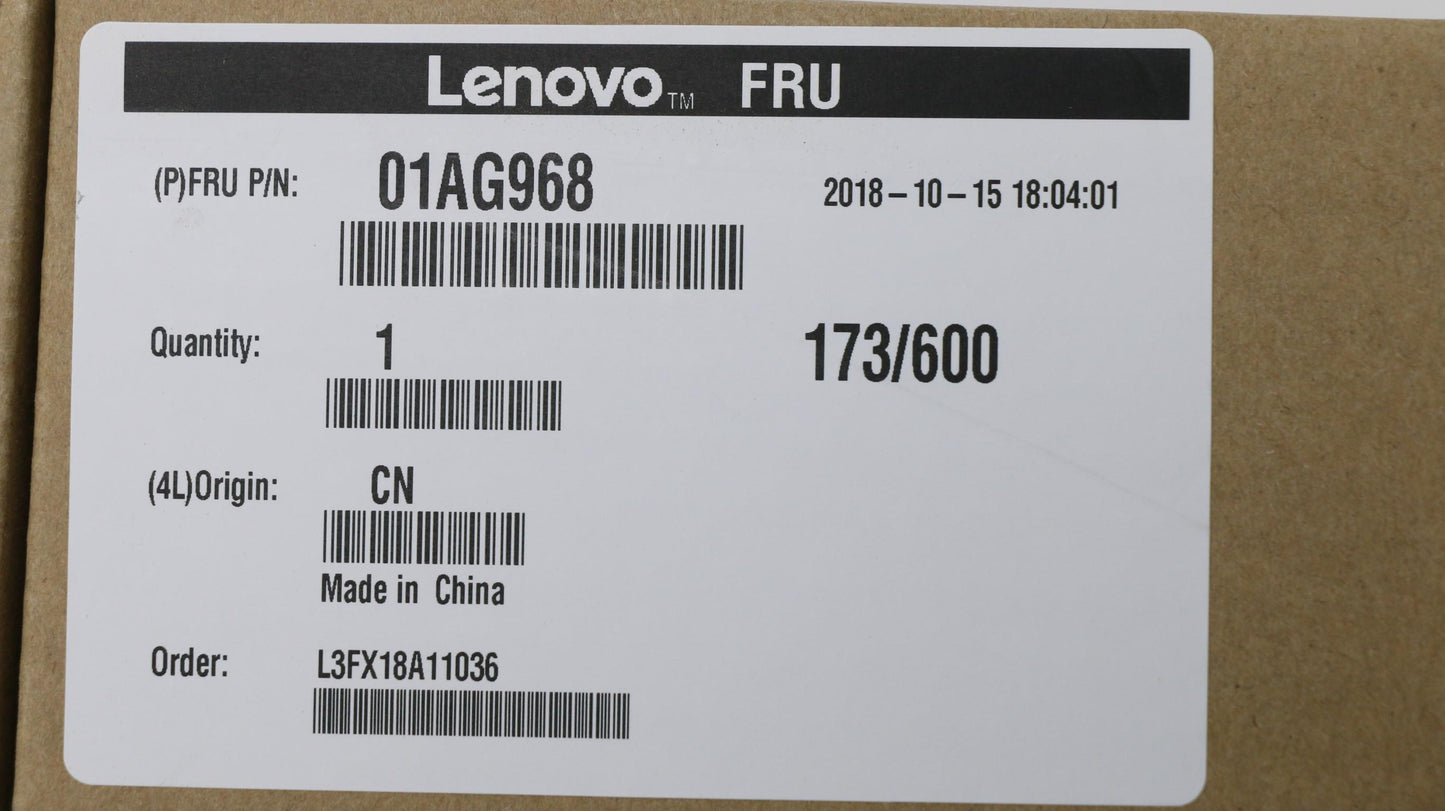 Lenovo™ FRU
(P)FRU P/N: 01AG968 2018-10-15 18:04:01
Quantity: 1 173/600
(4L)Origin: CN
Made in China
Order: L3FX18A11036